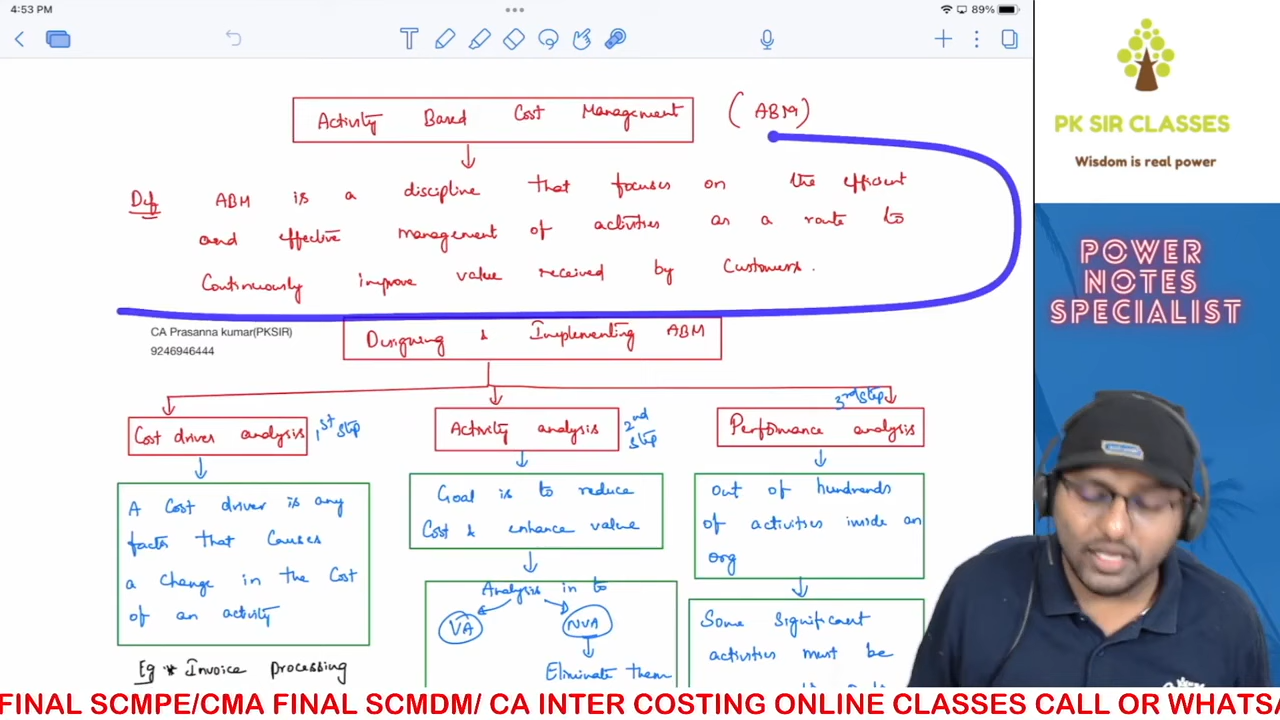 4:53 PM
89%
Activity Based Cost Management (ABM)
Def ABM is a discipline that focuses on the efficient
and effective management of activities as a route to
Continuously improve value received by Customers.
CA Prasanna kumar(PKSIR)
9246946444
Designing & Implementing ABM
Cost driver analysis 1st step
A Cost driver is any
factor that Causes
a change in the Cost
of an activity
Eg * Invoice processing
Activity analysis 2nd step
Goal is to reduce
Cost & enhance value
Analysis in to
VA NVA
Eliminate them
3rd step
Perfomance analysis
Out of hundrends
of activities inside an
org
Some significant
activities must be
PK SIR CLASSES
Wisdom is real power
POWER
NOTES
SPECIALIST
FINAL SCMPE/CMA FINAL SCMDM/ CA INTER COSTING ONLINE CLASSES CALL OR WHATSA